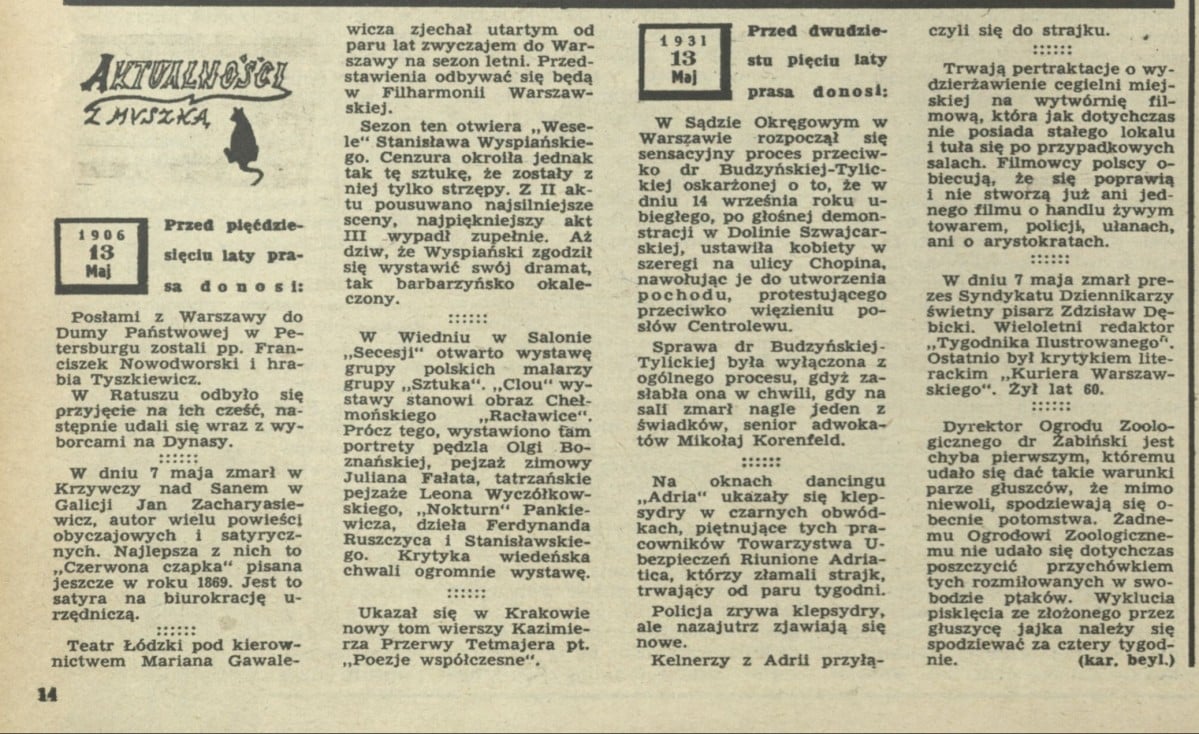 AKTUALNOŚCI
Z MYSZKĄ
1906
13
Maj
Przed pięćdzie-
sięciu laty pra-
sa donosi:
Posłami z Warszawy do
Dumy Państwowej w Pe-
tersburgu zostali pp. Fran-
ciszek Nowodworski i hra-
bia Tyszkiewicz.
W Ratuszu odbyło się
przyjęcie na ich cześć, na-
stępnie udali się wraz z wy-
borcami na Dynasy.
::::::
W dniu 7 maja zmarł w
Krzywczy nad Sanem w
Galicji Jan Zacharyasie-
wicz, autor wielu powieści
obyczajowych i satyrycz-
nych. Najlepsza z nich to
„Czerwona czapka" pisana
jeszcze w roku 1869. Jest to
satyra na biurokrację u-
rzędniczą.
::::::
Teatr Łódzki pod kierow-
nictwem Mariana Gawale-
wicza zjechał utartym od
paru lat zwyczajem do War-
szawy na sezon letni. Przed-
stawienia odbywać się będą
w Filharmonii Warszaw-
skiej.
Sezon ten otwiera „Wese-
le" Stanisława Wyspiańskie-
go. Cenzura okroiła jednak
tak tę sztukę, że zostały z
niej tylko strzępy. Z II ak-
tu pousuwano najsilniejsze
sceny, najpiękniejszy akt
III wypadł zupełnie. Aż
dziw, że Wyspiański zgodził
się wystawić swój dramat,
tak barbarzyńsko okale-
czony.
::::::
W Wiedniu w Salonie
„Secesji" otwarto wystawę
grupy polskich malarzy
grupy „Sztuka". „Clou" wy-
stawy stanowi obraz Cheł-
mońskiego „Racławice".
Prócz tego, wystawiono tam
portrety pędzla Olgi Bo-
znańskiej, pejzaż zimowy
Juliana Fałata, tatrzańskie
pejzaże Leona Wyczółkow-
skiego, „Nokturn" Pankie-
wicza, dzieła Ferdynanda
Ruszczyca i Stanisławskie-
go. Krytyka wiedeńska
chwali ogromnie wystawę.
::::::
Ukazał się w Krakowie
nowy tom wierszy Kazimie-
rza Przerwy Tetmajera pt.
„Poezje współczesne".
1931
13
Maj
Przed dwudzie-
stu pięciu laty
prasa donosi:
W Sądzie Okręgowym w
Warszawie rozpoczął się
sensacyjny proces przeciw-
ko dr Budzyńskiej-Tylic-
kiej oskarżonej o to, że w
dniu 14 września roku u-
biegłego, po głośnej demon-
stracji w Dolinie Szwajcar-
skiej, ustawiła kobiety w
szeregi na ulicy Chopina,
nawołując je do utworzenia
pochodu, protestującego
przeciwko więzieniu po-
słów Centrolewu.
Sprawa dr Budzyńskiej-
Tylickiej była wyłączona z
ogólnego procesu, gdyż za-
słabła ona w chwili, gdy na
sali zmarł nagle jeden z
świadków, senior adwoka-
tów Mikołaj Korenfeld.
::::::
Na oknach dancingu
„Adria" ukazały się klep-
sydry w czarnych obwód-
kach, piętnujące tych pra-
cowników Towarzystwa U-
bezpieczeń Riunione Adria-
tica, którzy złamali strajk,
trwający od paru tygodni.
Policja zrywa klepsydry,
ale nazajutrz zjawiają się
nowe.
Kelnerzy z Adrii przyłą-
czyli się do strajku.
::::::
Trwają pertraktacje o wy-
dzierżawienie cegielni miej-
skiej na wytwórnię fil-
mową, która jak dotychczas
nie posiada stałego lokalu
i tuła się po przypadkowych
salach. Filmowcy polscy o-
biecują, że się poprawią
i nie stworzą już ani jed-
nego filmu o handlu żywym
towarem, policji, ułanach,
ani o arystokratach.
::::::
W dniu 7 maja zmarł pre-
zes Syndykatu Dziennikarzy
świetny pisarz Zdzisław Dę-
bicki. Wieloletni redaktor
„Tygodnika Ilustrowanego".
Ostatnio był krytykiem lite-
rackim „Kuriera Warszaw-
skiego". Żył lat 60.
::::::
Dyrektor Ogrodu Zoolo-
gicznego dr Żabiński jest
chyba pierwszym, któremu
udało się dać takie warunki
parze głuszców, że mimo
niewoli, spodziewają się o-
becnie potomstwa. Żadne-
mu Ogrodowi Zoologiczne-
mu nie udało się dotychczas
poszczycić przychówkiem
tych rozmiłowanych w swo-
bodzie ptaków. Wyklucia
pisklęcia ze złożonego przez
głuszycę jajka należy się
spodziewać za cztery tygod-
nie. (kar. beyl.)
14